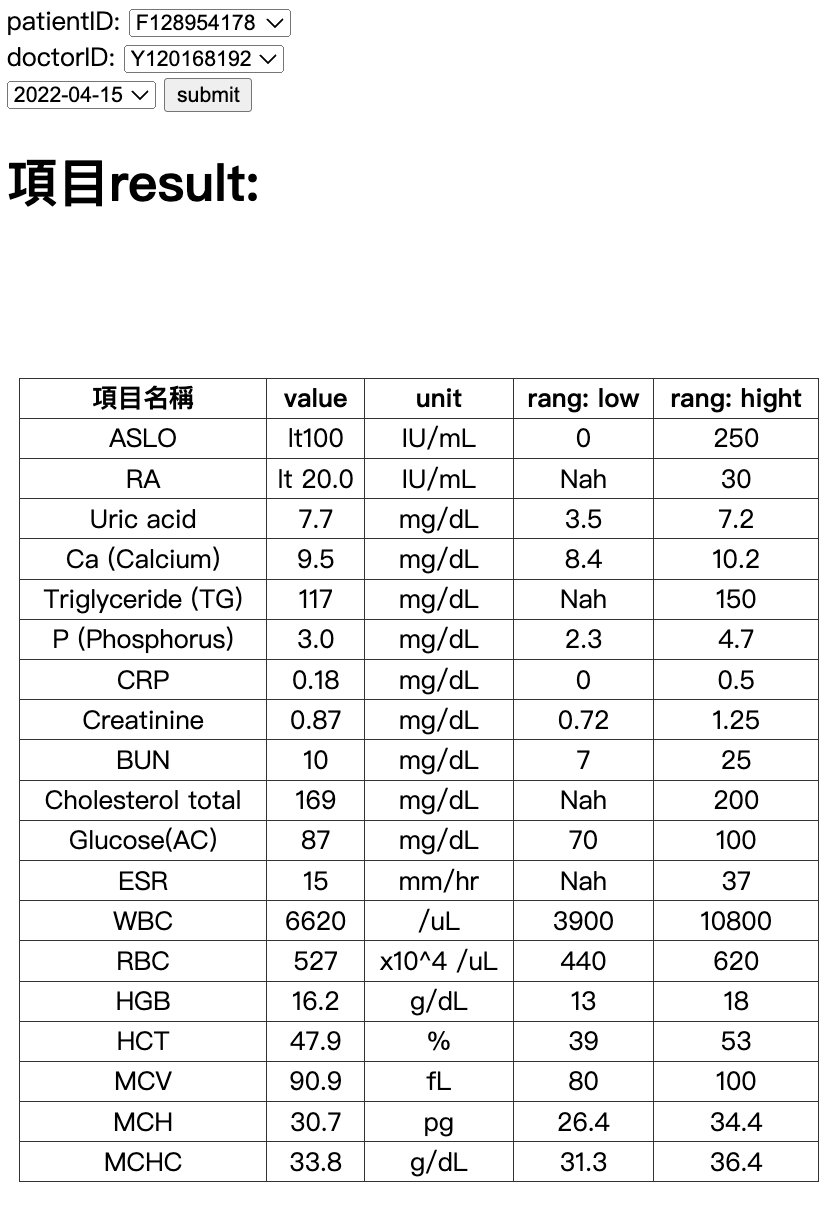 patientID: F128954178
doctorID: Y120168192
2022-04-15 submit
項目result:
項目名稱 value unit rang: low rang: hight
ASLO lt100 IU/mL 0 250
RA lt 20.0 IU/mL Nah 30
Uric acid 7.7 mg/dL 3.5 7.2
Ca (Calcium) 9.5 mg/dL 8.4 10.2
Triglyceride (TG) 117 mg/dL Nah 150
P (Phosphorus) 3.0 mg/dL 2.3 4.7
CRP 0.18 mg/dL 0 0.5
Creatinine 0.87 mg/dL 0.72 1.25
BUN 10 mg/dL 7 25
Cholesterol total 169 mg/dL Nah 200
Glucose(AC) 87 mg/dL 70 100
ESR 15 mm/hr Nah 37
WBC 6620 /uL 3900 10800
RBC 527 x10^4 /uL 440 620
HGB 16.2 g/dL 13 18
HCT 47.9 % 39 53
MCV 90.9 fL 80 100
MCH 30.7 pg 26.4 34.4
MCHC 33.8 g/dL 31.3 36.4